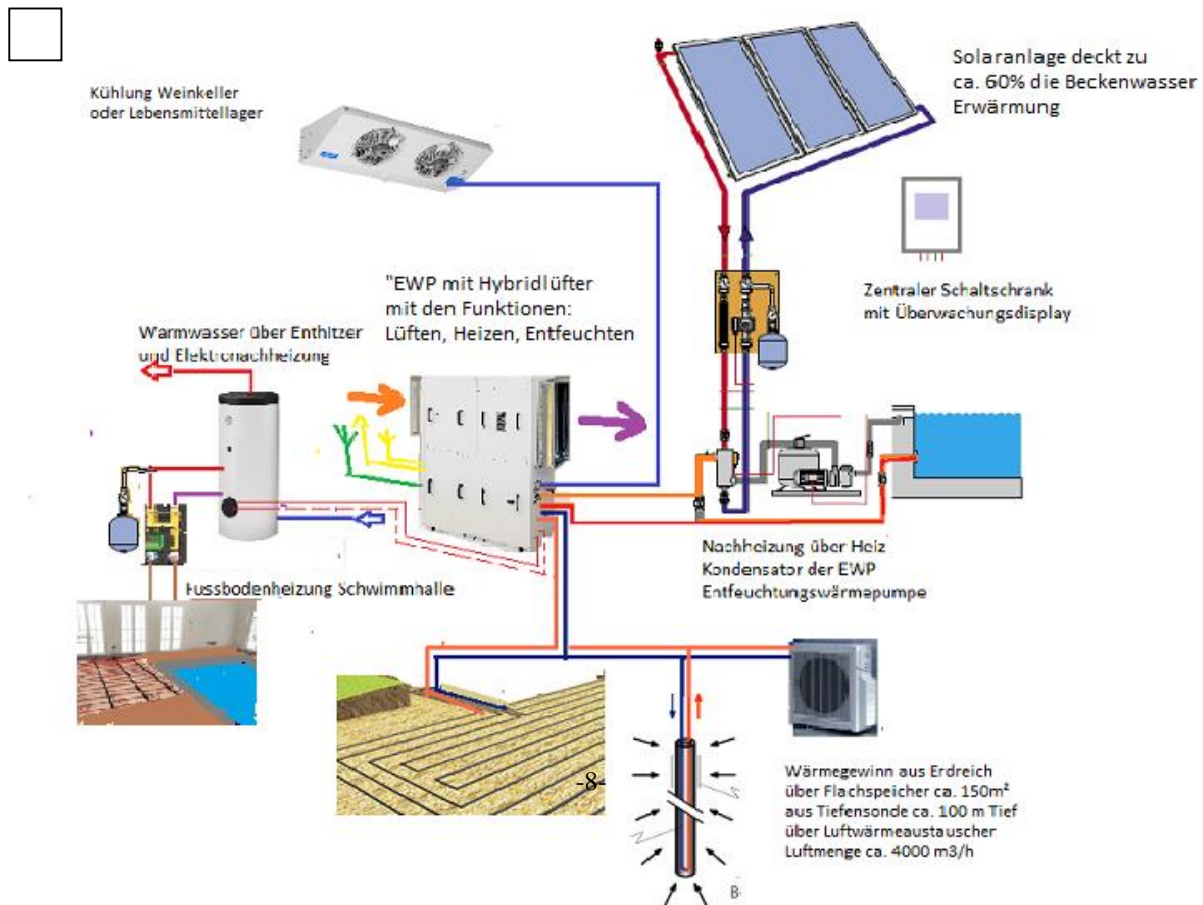 Solaranlage deckt zu
ca. 60% die Beckenwasser
Erwärmung
Kühlung Weinkeller
oder Lebensmittellager
"EWP mit Hybridlüfter
mit den Funktionen:
Lüften, Heizen, Entfeuchten
Zentraler Schaltschrank
mit Überwachungsdisplay
Warmwasser über Enthitzer
und Elektronachheizung
Nachheizung über Heiz
Kondensator der EWP
Entfeuchtungswärmepumpe
Fussbodenheizung Schwimmhalle
-8-
Wärmegewinn aus Erdreich
über Flachspeicher ca. 150m²
aus Tiefensonde ca. 100 m Tief
über Luftwärmeaustauscher
Luftmenge ca. 4000 m3/h
B